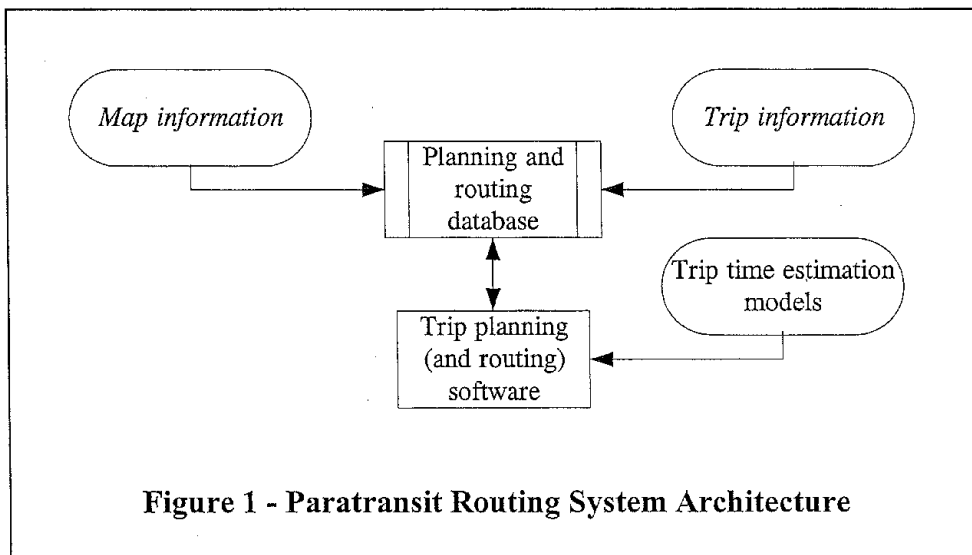 Map information
Trip information
Planning and
routing
database
Trip time estimation
models
Trip planning
(and routing)
software
Figure 1 - Paratransit Routing System Architecture